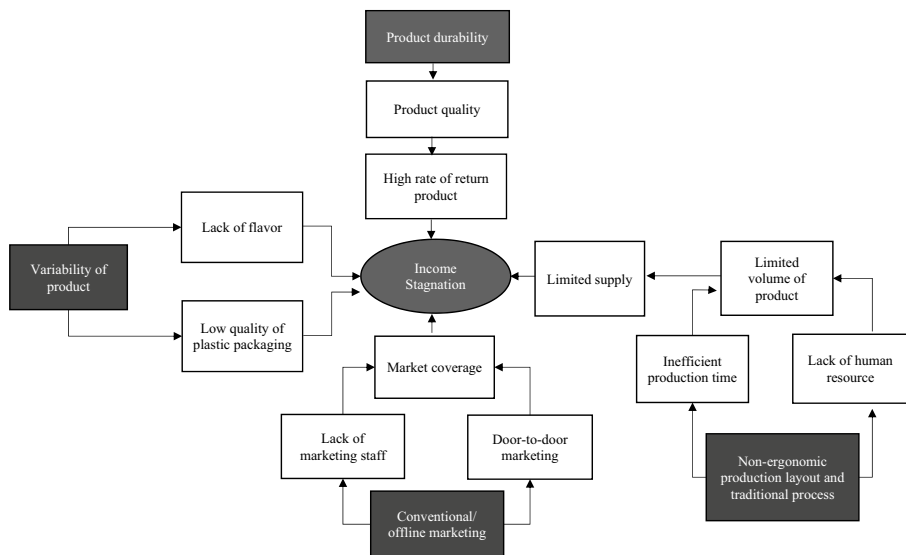 Product durability
Product quality
High rate of return
product
Lack of flavor
Variability of
product
Low quality of
plastic packaging
Income
Stagnation
Limited supply
Limited
volume of
product
Market coverage
Inefficient
production time
Lack of human
resource
Lack of
marketing staff
Door-to-door
marketing
Non-ergonomic
production layout and
traditional process
Conventional/
offline marketing